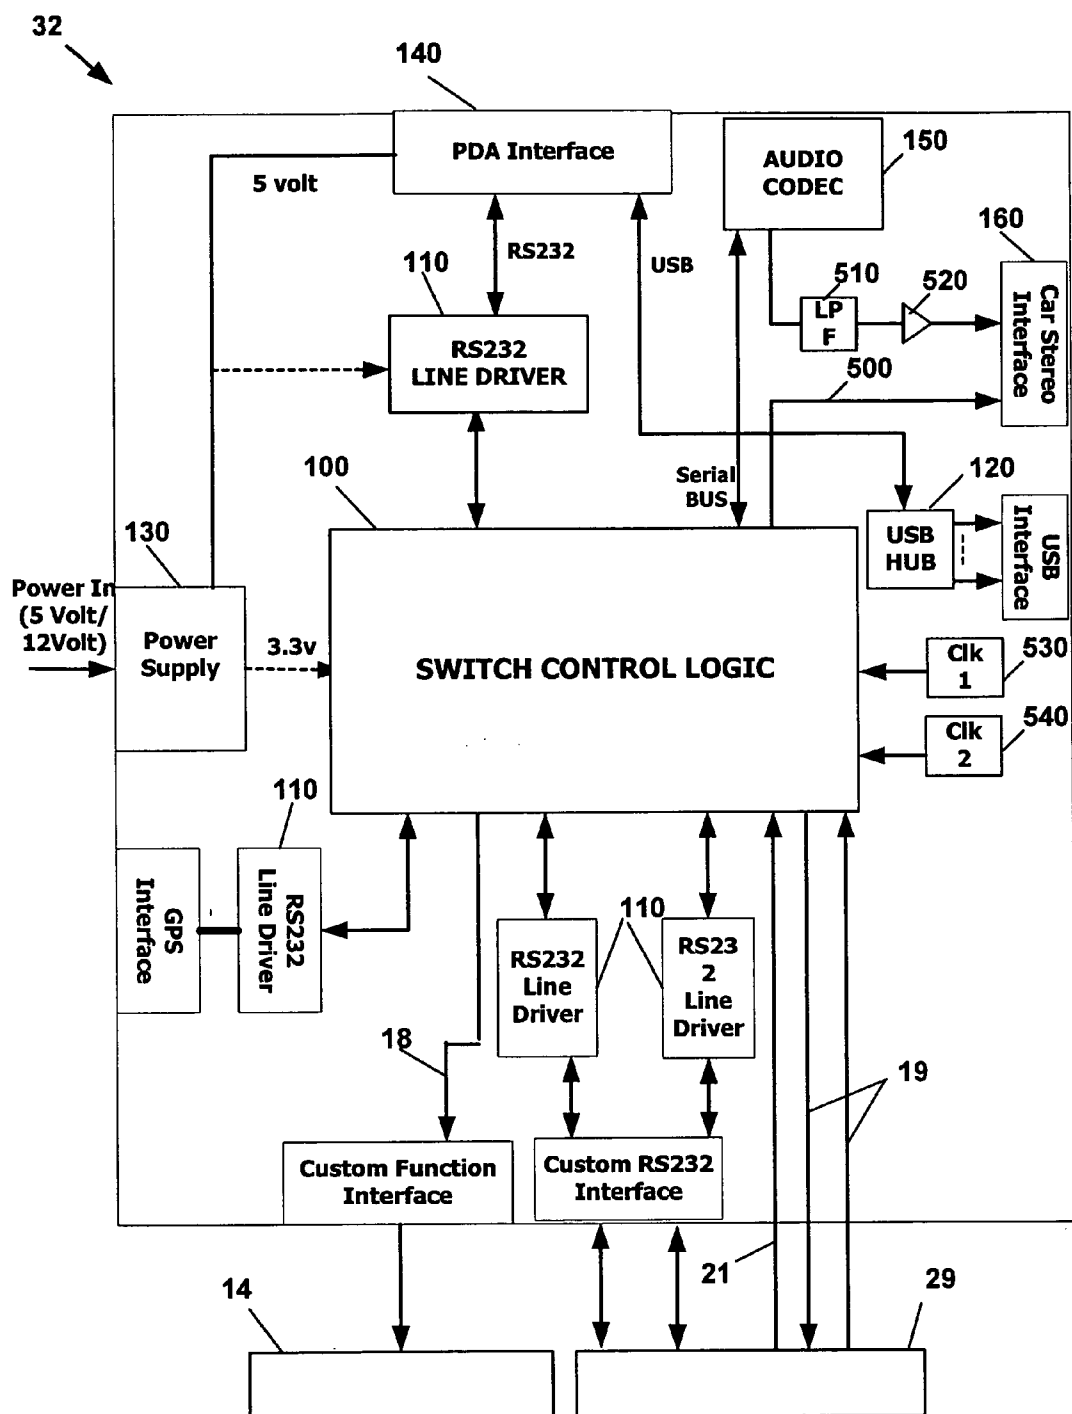 32
140
PDA Interface
AUDIO
CODEC
150
5 volt
RS232
USB
160
110
510
520
LP
F
Car Stereo
Interface
RS232
LINE DRIVER
500
100
Serial
BUS
120
130
USB
HUB
USB
Interface
Power In
(5 Volt/
12Volt)
Power
Supply
3.3v
SWITCH CONTROL LOGIC
Clk
1
530
Clk
2
540
110
GPS
Interface
RS232
Line Driver
110
RS232
Line
Driver
RS23
2
Line
Driver
18
19
Custom Function
Interface
Custom RS232
Interface
21
14
29